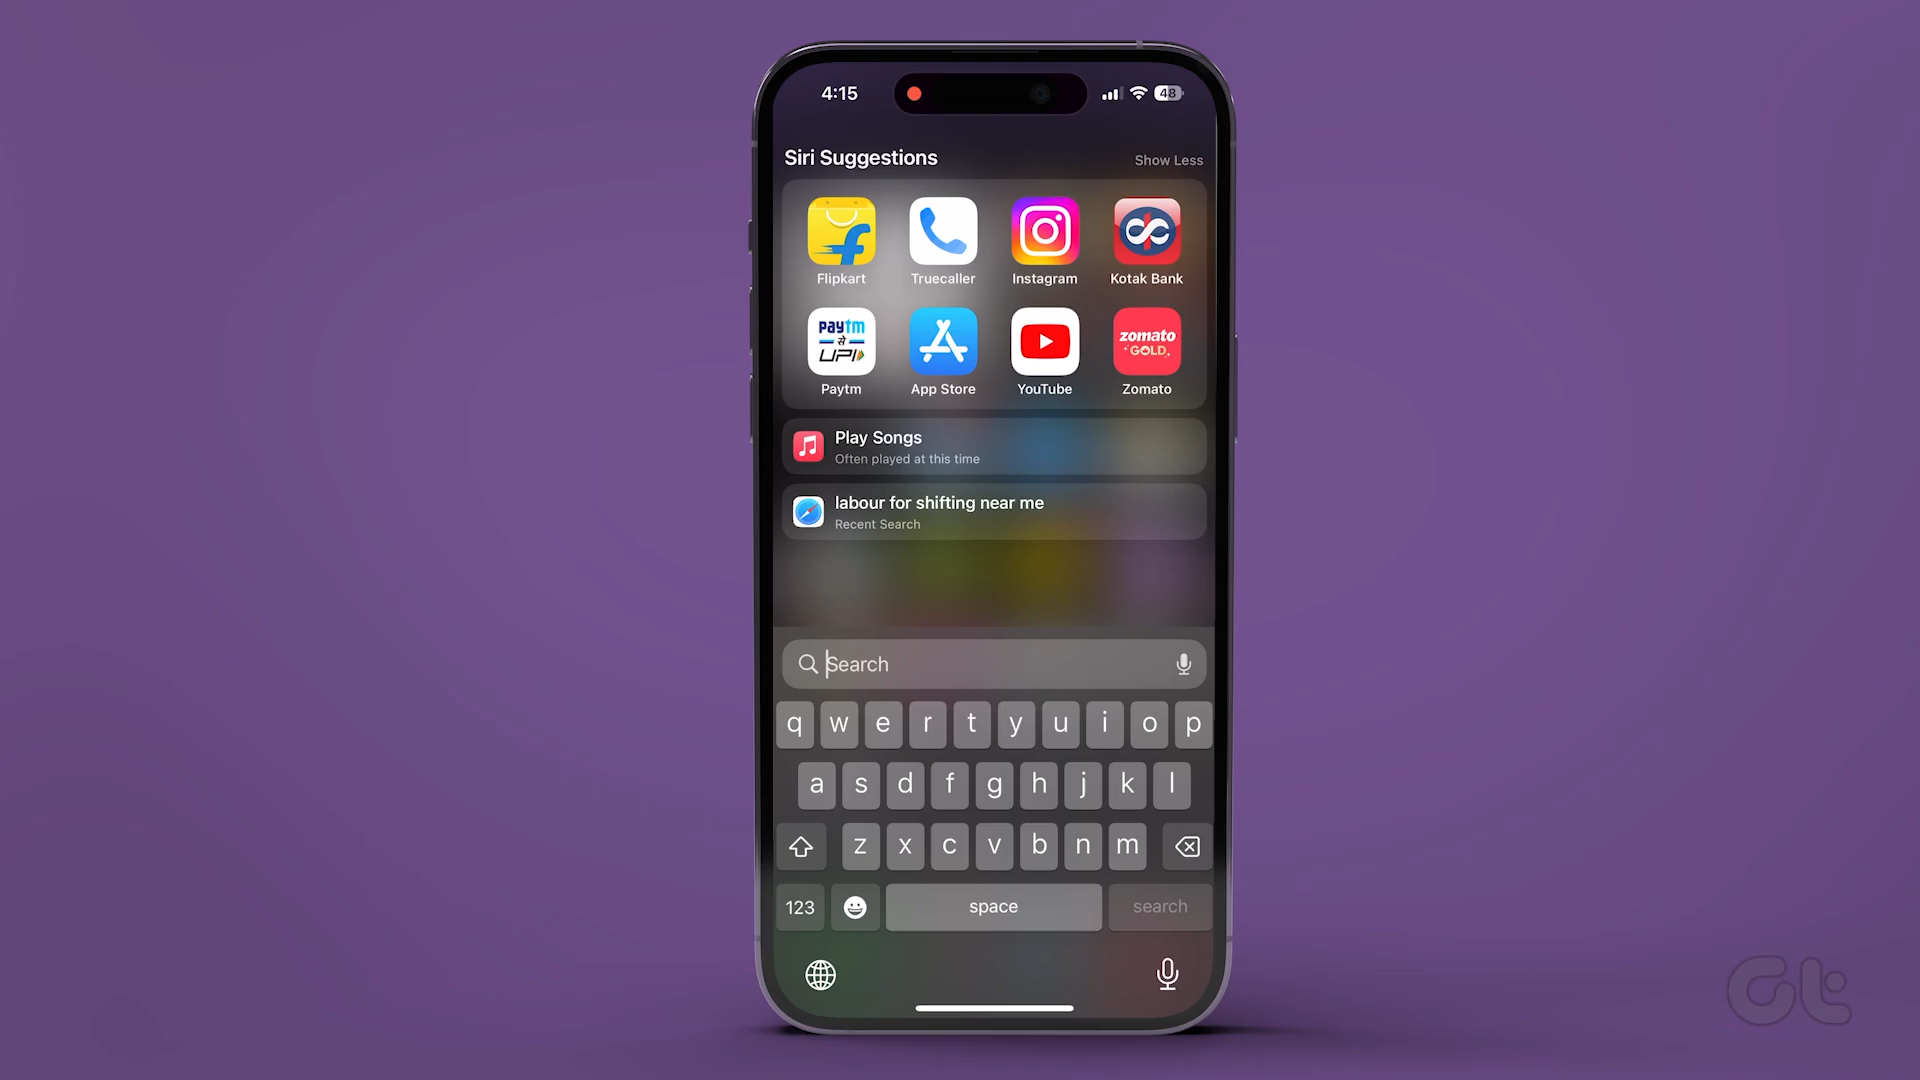 4:15
48
Siri Suggestions
Show Less
Flipkart
Truecaller
Instagram
Kotak Bank
paytm
से
UPI
zomato
GOLD
Paytm
App Store
YouTube
Zomato
Play Songs
Often played at this time
labour for shifting near me
Recent Search
Search
q w e r t y u i o p
a s d f g h j k l
z x c v b n m
123
space
search
Gt